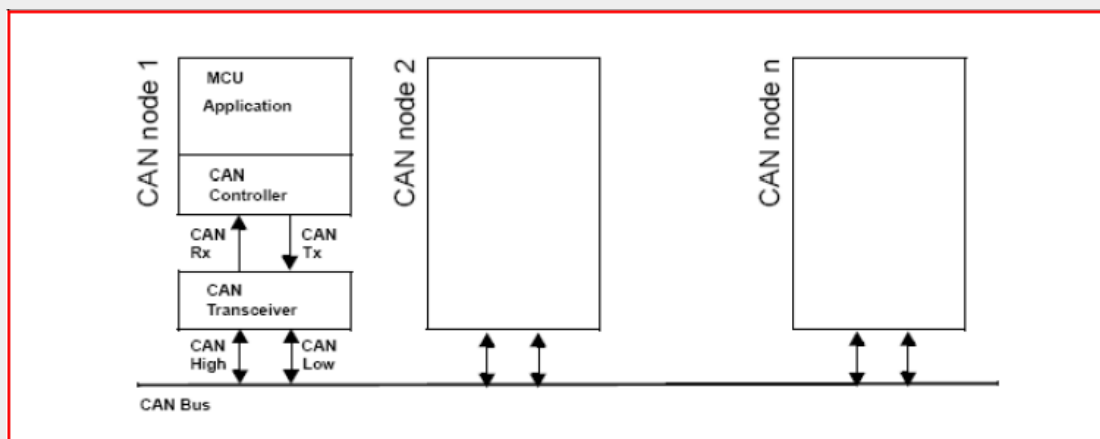 CAN node 1
MCU
Application
CAN
Controller
CAN
Rx
CAN
Tx
CAN
Transceiver
CAN
High
CAN
Low
CAN node 2
CAN node n
CAN Bus